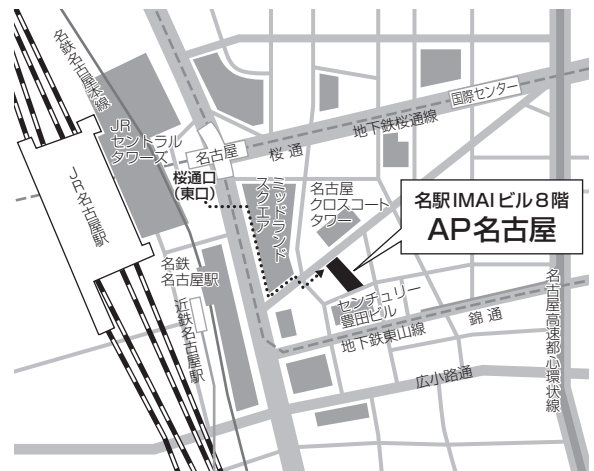 名鉄名古屋本線
JR
セントラル
タワーズ
JR名古屋駅
名古屋
桜通
地下鉄桜通線
国際センター
桜通口
（東口）
ミッドランド
スクエア
名古屋
クロスコート
タワー
名駅IMAIビル8階
AP名古屋
名鉄
名古屋駅
近鉄名古屋駅
センチュリー
豊田ビル
地下鉄東山線
錦通
広小路通
名古屋高速都心環状線